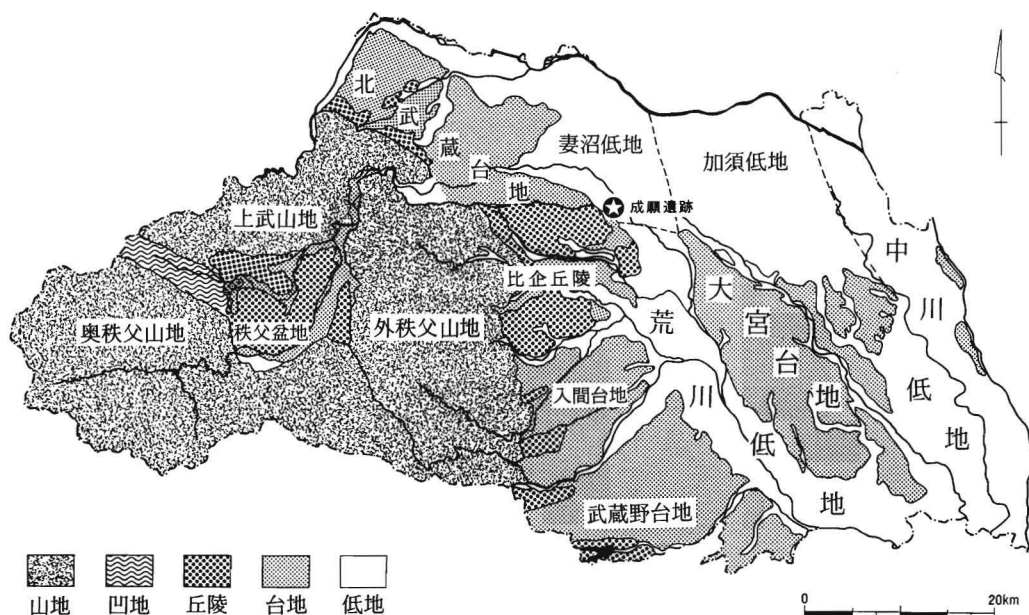 北武蔵台地
妻沼低地
加須低地
成願遺跡
上武山地
中川低地
比企丘陵
大宮台地
奥秩父山地
秩父盆地
外秩父山地
荒川低地
入間台地
武蔵野台地
山地 凹地 丘陵 台地 低地
0 20km